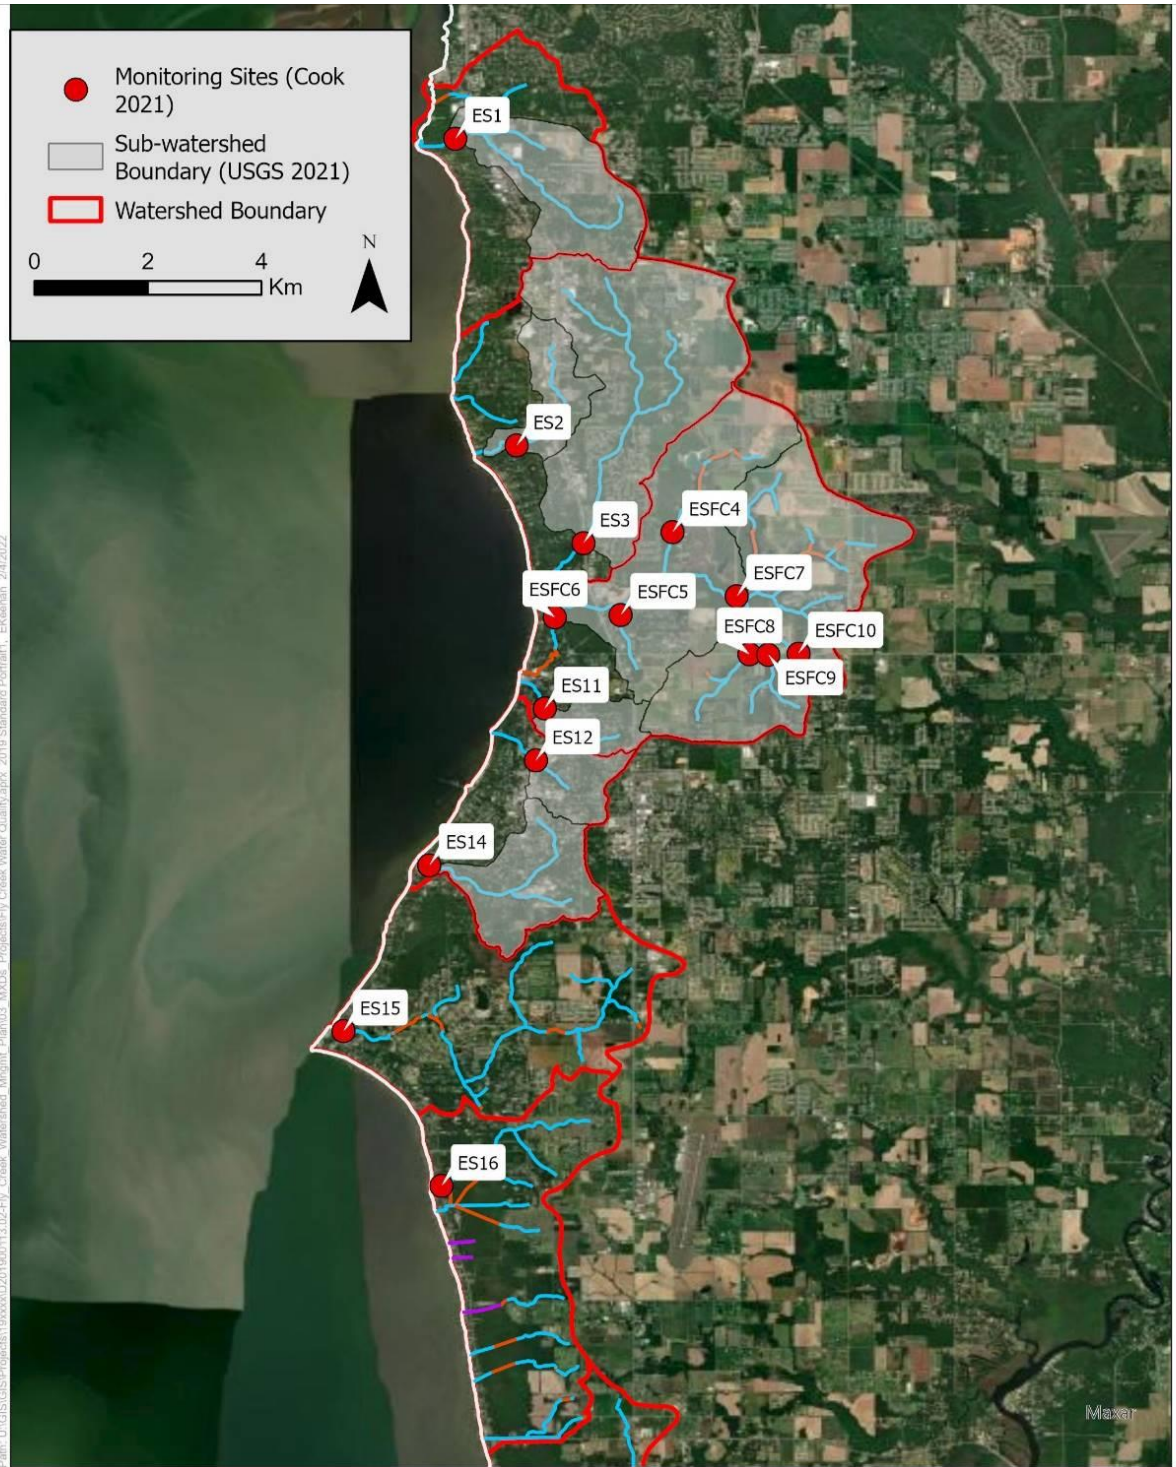 Monitoring Sites (Cook
2021)
Sub-watershed
Boundary (USGS 2021)
Watershed Boundary
N
0 2 4
Km
ES1
ES2
ES3
ESFC4
ESFC7
ESFC6
ESFC5
ESFC8
ESFC10
ESFC9
ES11
ES12
ES14
ES15
ES16
Maxar